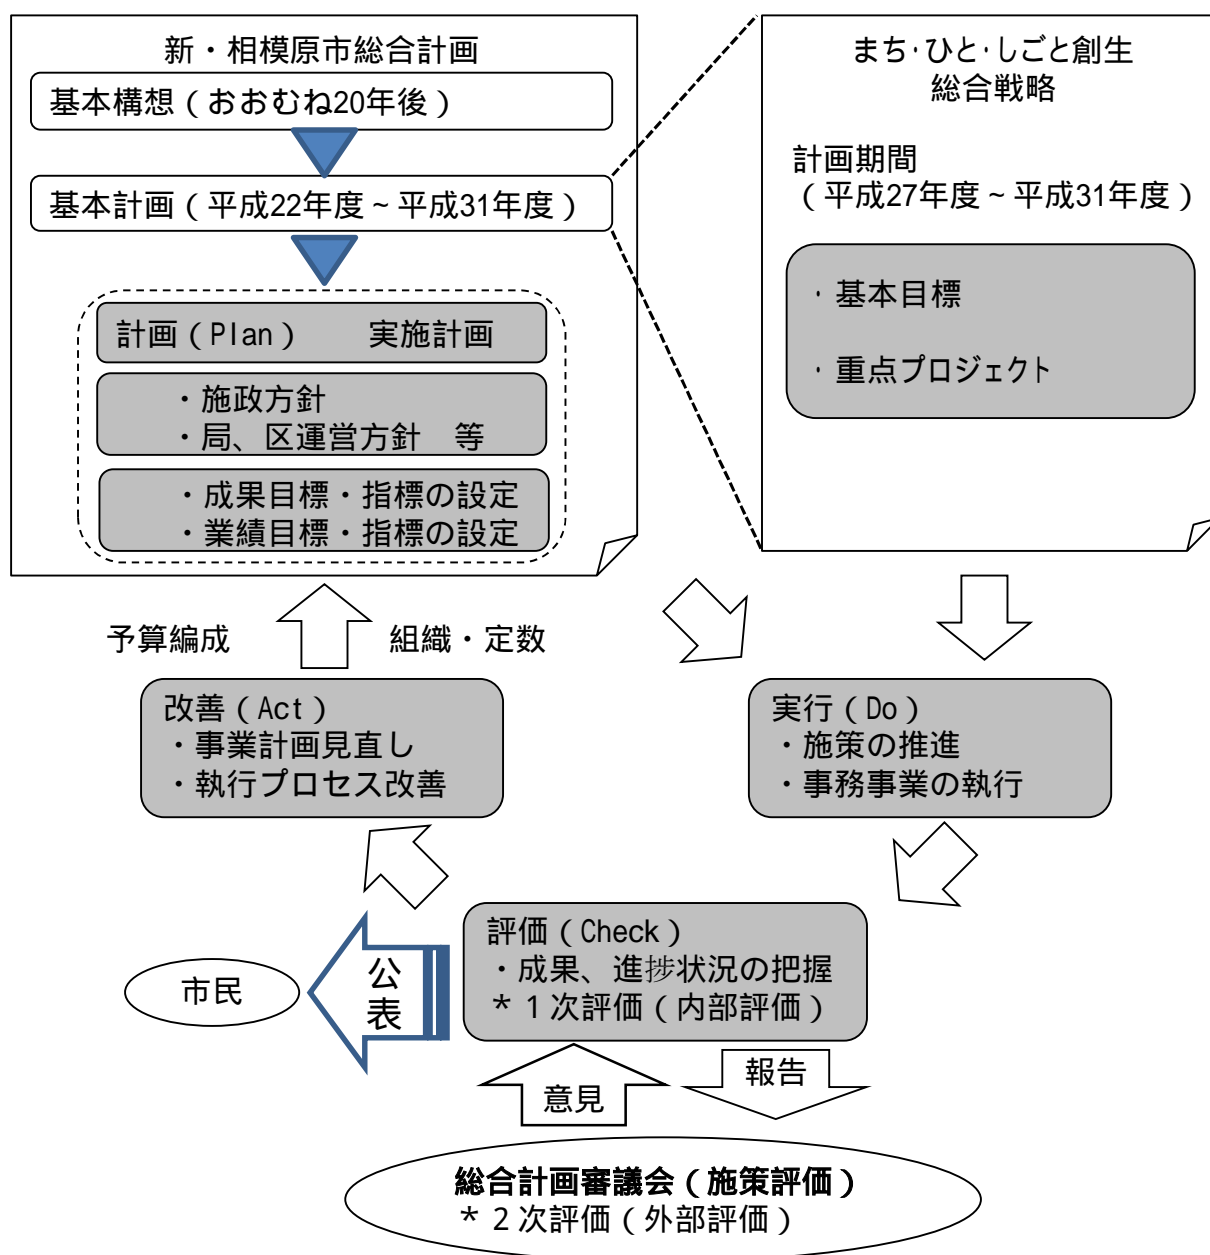 新・相模原市総合計画
基本構想（おおむね20年後）
基本計画（平成22年度～平成31年度）
計画（Plan）　実施計画
・施政方針
・局、区運営方針　等
・成果目標・指標の設定
・業績目標・指標の設定
まち・ひと・しごと創生
総合戦略
計画期間
（平成27年度～平成31年度）
・基本目標
・重点プロジェクト
予算編成
組織・定数
改善（Act）
・事業計画見直し
・執行プロセス改善
実行（Do）
・施策の推進
・事務事業の執行
評価（Check）
・成果、進捗状況の把握
＊１次評価（内部評価）
公
表
市民
意見
報告
総合計画審議会（施策評価）
＊２次評価（外部評価）